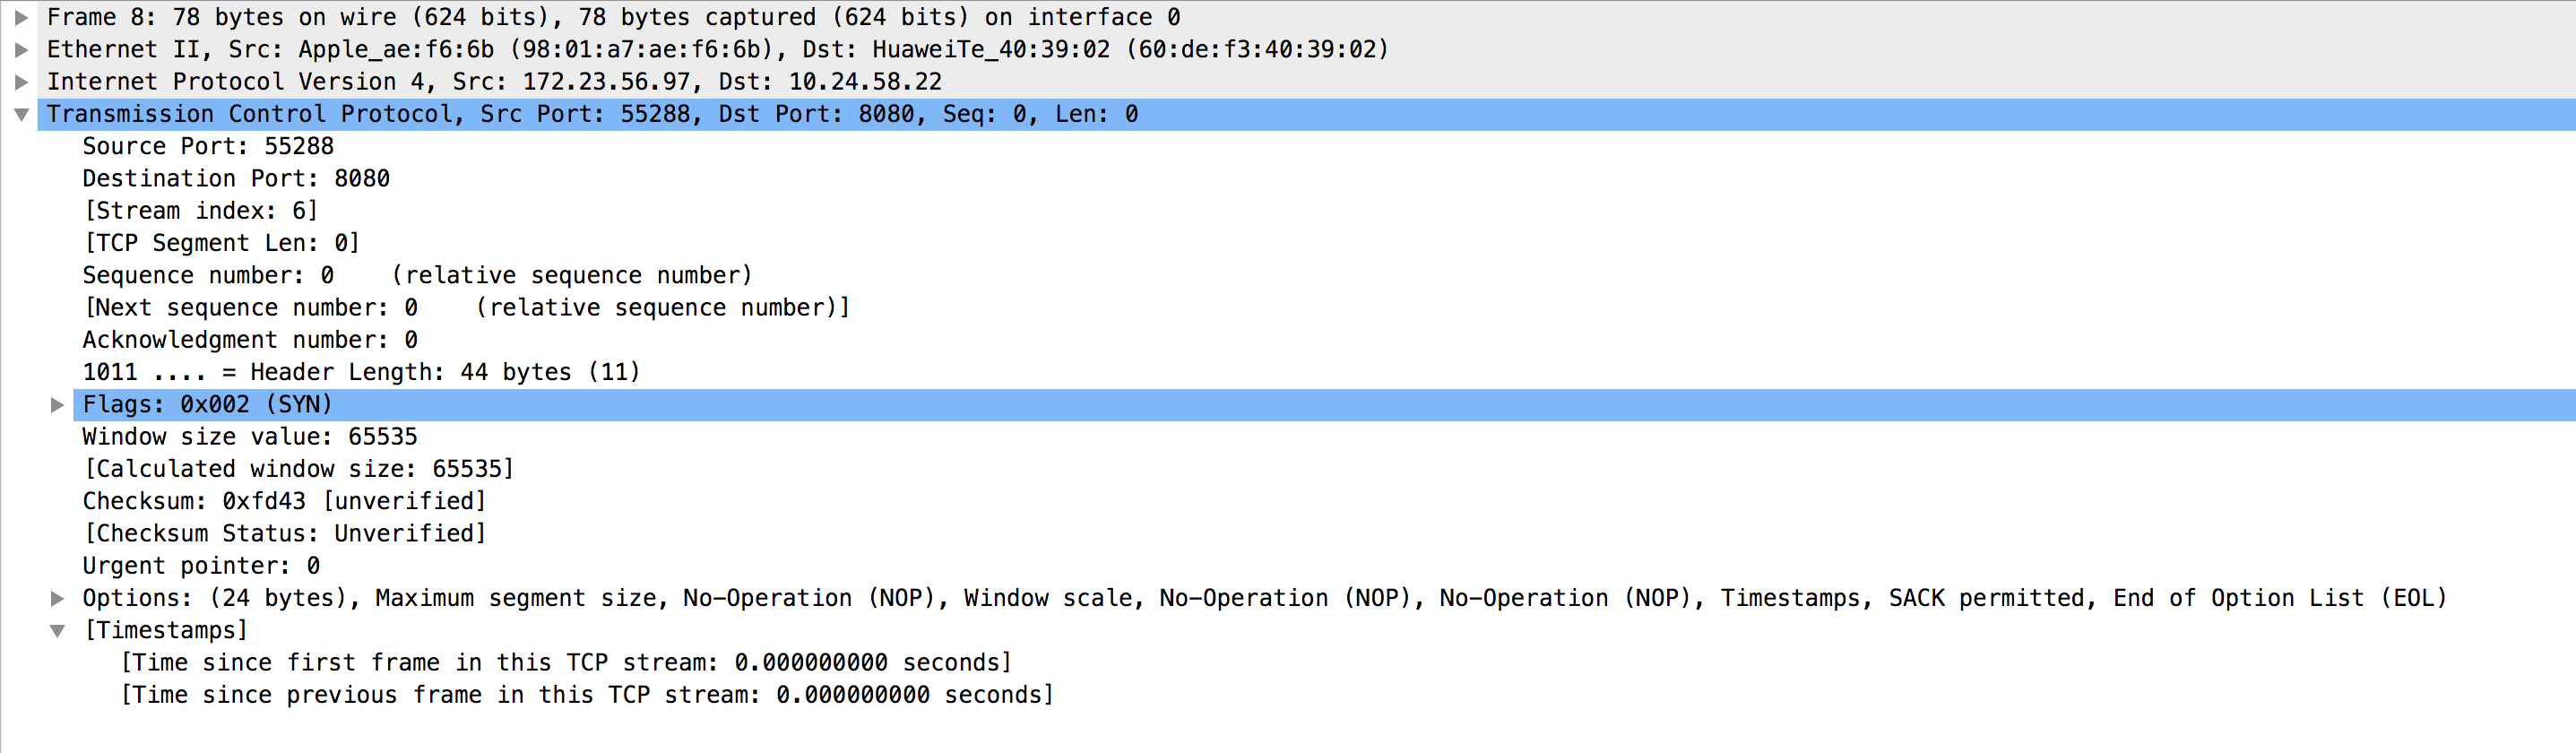 Frame 8: 78 bytes on wire (624 bits), 78 bytes captured (624 bits) on interface 0
Ethernet II, Src: Apple_ae:f6:6b (98:01:a7:ae:f6:6b), Dst: HuaweiTe_40:39:02 (60:de:f3:40:39:02)
Internet Protocol Version 4, Src: 172.23.56.97, Dst: 10.24.58.22
Transmission Control Protocol, Src Port: 55288, Dst Port: 8080, Seq: 0, Len: 0
Source Port: 55288
Destination Port: 8080
[Stream index: 6]
[TCP Segment Len: 0]
Sequence number: 0    (relative sequence number)
[Next sequence number: 0    (relative sequence number)]
Acknowledgment number: 0
1011 .... = Header Length: 44 bytes (11)
Flags: 0x002 (SYN)
Window size value: 65535
[Calculated window size: 65535]
Checksum: 0xfd43 [unverified]
[Checksum Status: Unverified]
Urgent pointer: 0
Options: (24 bytes), Maximum segment size, No-Operation (NOP), Window scale, No-Operation (NOP), No-Operation (NOP), Timestamps, SACK permitted, End of Option List (EOL)
[Timestamps]
[Time since first frame in this TCP stream: 0.000000000 seconds]
[Time since previous frame in this TCP stream: 0.000000000 seconds]